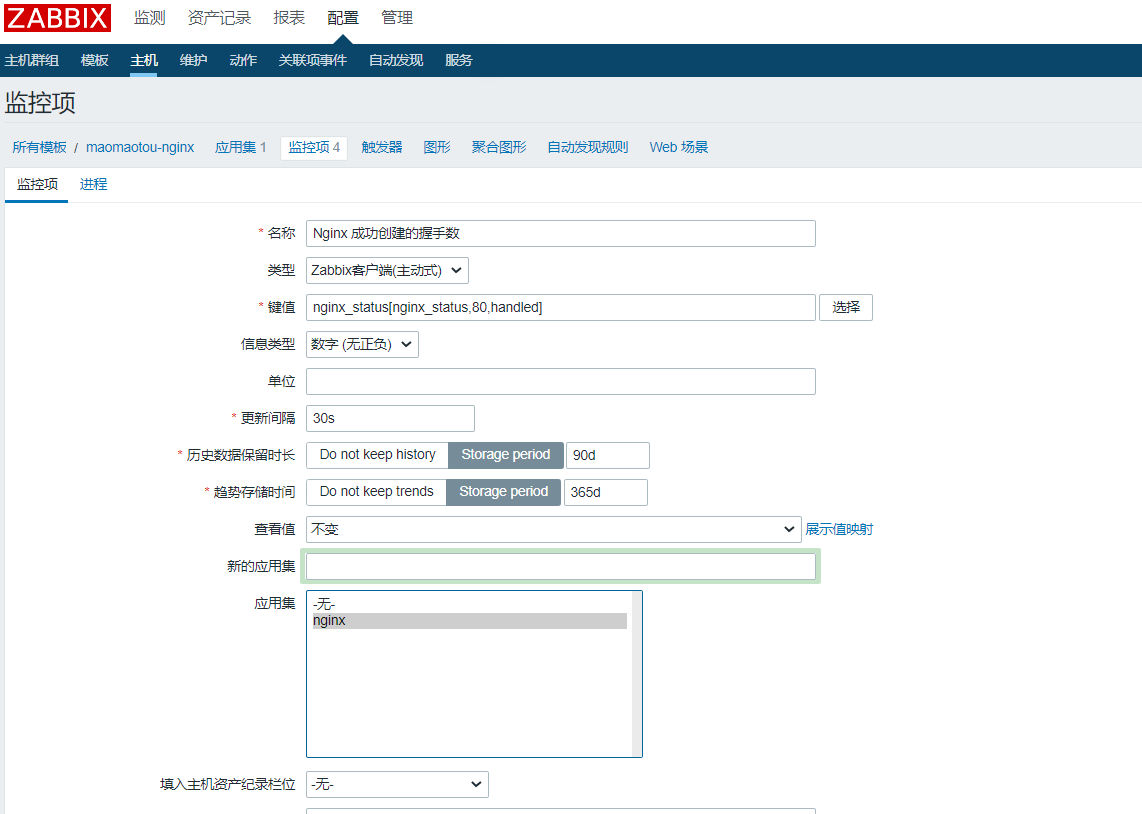 ZABBIX 监测 资产记录 报表 配置 管理
主机群组 模板 主机 维护 动作 关联项事件 自动发现 服务
监控项
所有模板 / maomaotou-nginx 应用集 1 监控项 4 触发器 图形 聚合图形 自动发现规则 Web 场景
监控项 进程
* 名称 Nginx 成功创建的握手数
类型 Zabbix客户端(主动式)
* 键值 nginx_status[nginx_status,80,handled] 选择
信息类型 数字 (无正负)
单位
* 更新间隔 30s
* 历史数据保留时长 Do not keep history Storage period 90d
* 趋势存储时间 Do not keep trends Storage period 365d
查看值 不变 展示值映射
新的应用集
应用集 -无-
nginx
填入主机资产纪录栏位 -无-